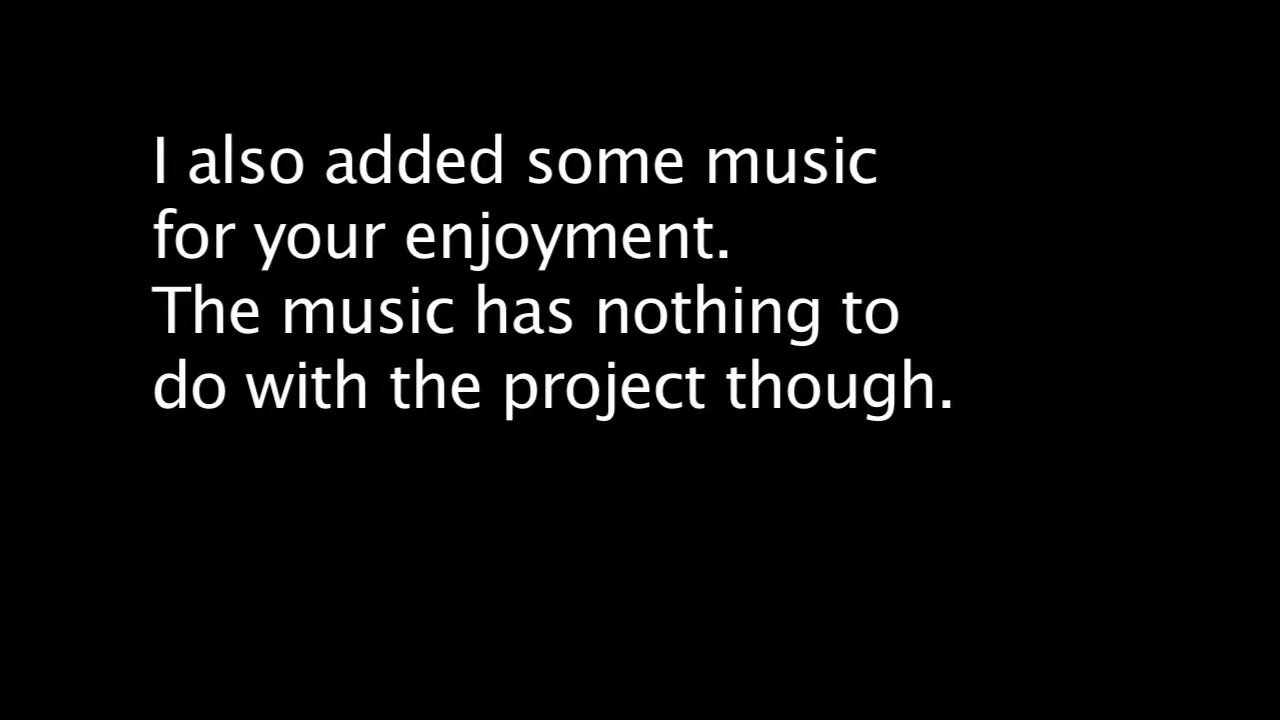 I also added some music
for your enjoyment.
The music has nothing to
do with the project though.